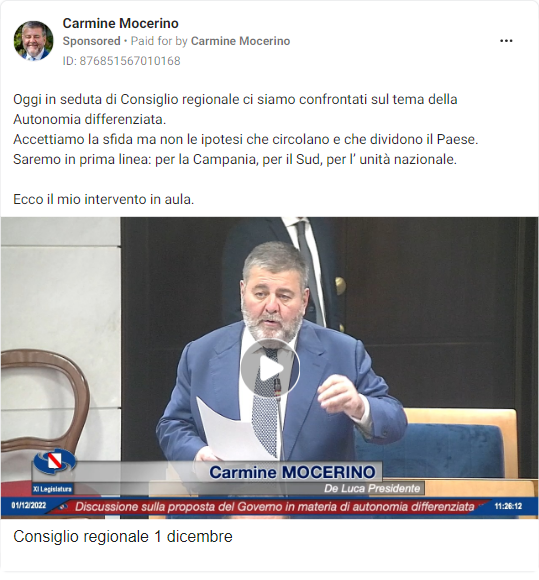 Carmine Mocerino
Sponsored • Paid for by Carmine Mocerino
ID: 876851567010168
Oggi in seduta di Consiglio regionale ci siamo confrontati sul tema della
Autonomia differenziata.
Accettiamo la sfida ma non le ipotesi che circolano e che dividono il Paese.
Saremo in prima linea: per la Campania, per il Sud, per l' unità nazionale.
Ecco il mio intervento in aula.
Carmine MOCERINO
XI Legislatura
De Luca Presidente
01/12/2022
Discussione sulla proposta del Governo in materia di autonomia differenziata
11:26:12
Consiglio regionale 1 dicembre